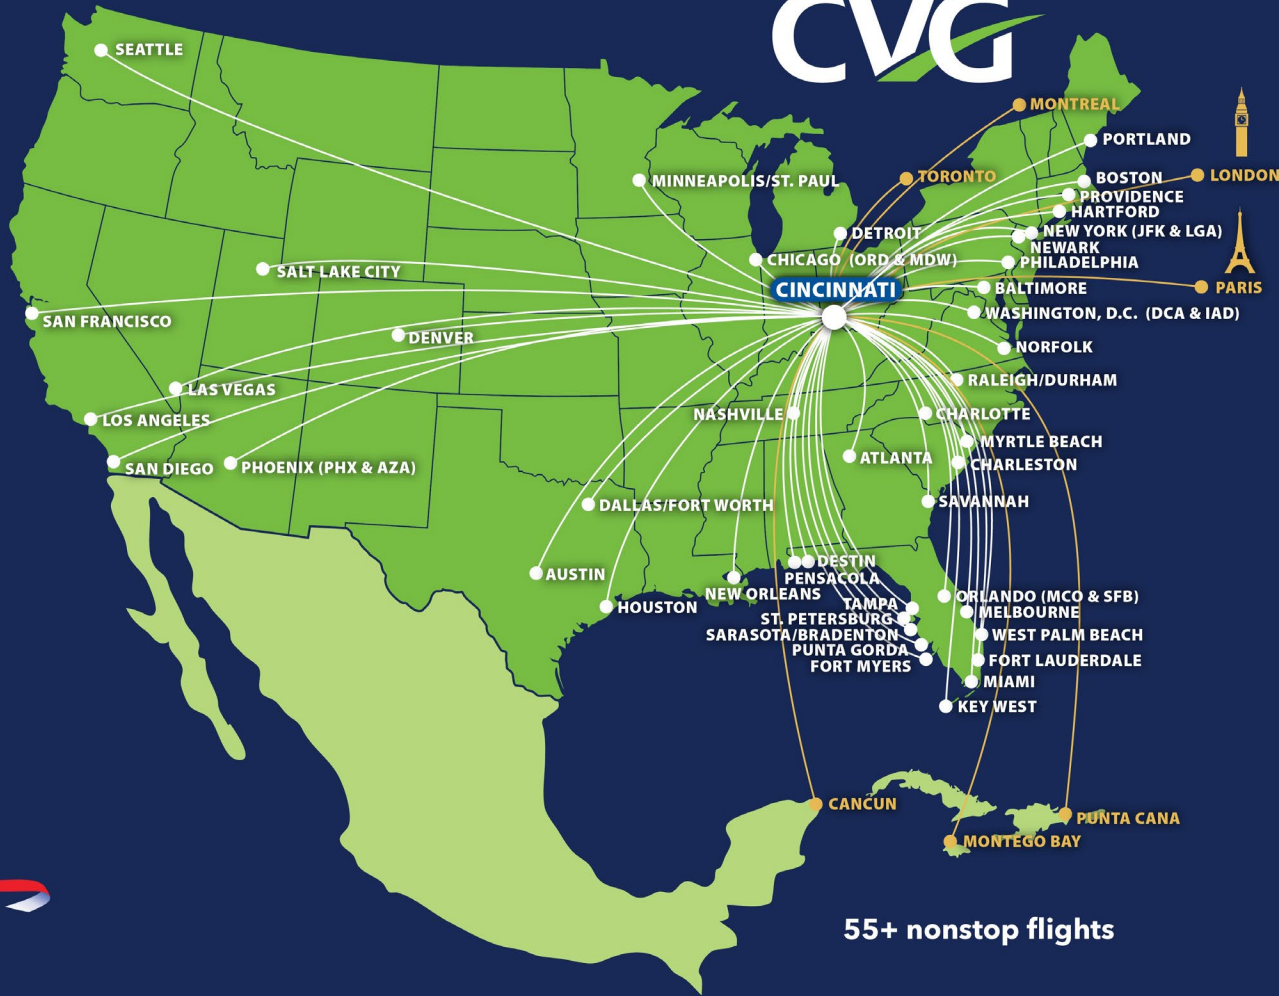 CVG
SEATTLE
MONTREAL
PORTLAND
MINNEAPOLIS/ST. PAUL
TORONTO
BOSTON
LONDON
PROVIDENCE
HARTFORD
DETROIT
NEW YORK (JFK & LGA)
NEWARK
CHICAGO (ORD & MDW)
PHILADELPHIA
SALT LAKE CITY
CINCINNATI
BALTIMORE
PARIS
SAN FRANCISCO
WASHINGTON, D.C. (DCA & IAD)
DENVER
NORFOLK
LAS VEGAS
RALEIGH/DURHAM
LOS ANGELES
NASHVILLE
CHARLOTTE
MYRTLE BEACH
SAN DIEGO
PHOENIX (PHX & AZA)
ATLANTA
CHARLESTON
DALLAS/FORT WORTH
SAVANNAH
AUSTIN
DESTIN
PENSACOLA
NEW ORLEANS
HOUSTON
TAMPA
ORLANDO (MCO & SFB)
ST. PETERSBURG
MELBOURNE
SARASOTA/BRADENTON
WEST PALM BEACH
PUNTA GORDA
FORT MYERS
FORT LAUDERDALE
MIAMI
KEY WEST
CANCUN
PUNTA CANA
MONTEGO BAY
55+ nonstop flights